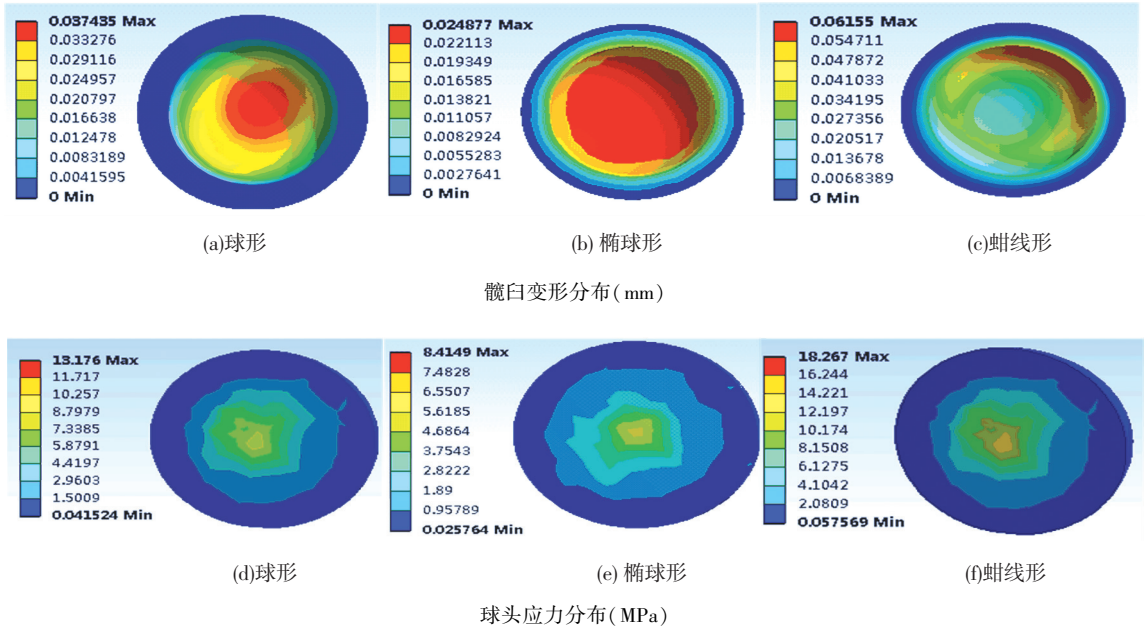 0.037435 Max
0.033276
0.029116
0.024957
0.020797
0.016638
0.012478
0.0083189
0.0041595
0 Min
0.024877 Max
0.022113
0.019349
0.016585
0.013821
0.011057
0.0082924
0.0055283
0.0027641
0 Min
0.06155 Max
0.054711
0.047872
0.041033
0.034195
0.027356
0.020517
0.013678
0.0068389
0 Min
(a)球形
(b) 椭球形
(c)蚶线形
髋臼变形分布(mm)
13.176 Max
11.717
10.257
8.7979
7.3385
5.8791
4.4197
2.9603
1.5009
0.041524 Min
8.4149 Max
7.4828
6.5507
5.6185
4.6864
3.7543
2.8222
1.89
0.95789
0.025764 Min
18.267 Max
16.244
14.221
12.197
10.174
8.1508
6.1275
4.1042
2.0809
0.057569 Min
(d)球形
(e) 椭球形
(f)蚶线形
球头应力分布(MPa)